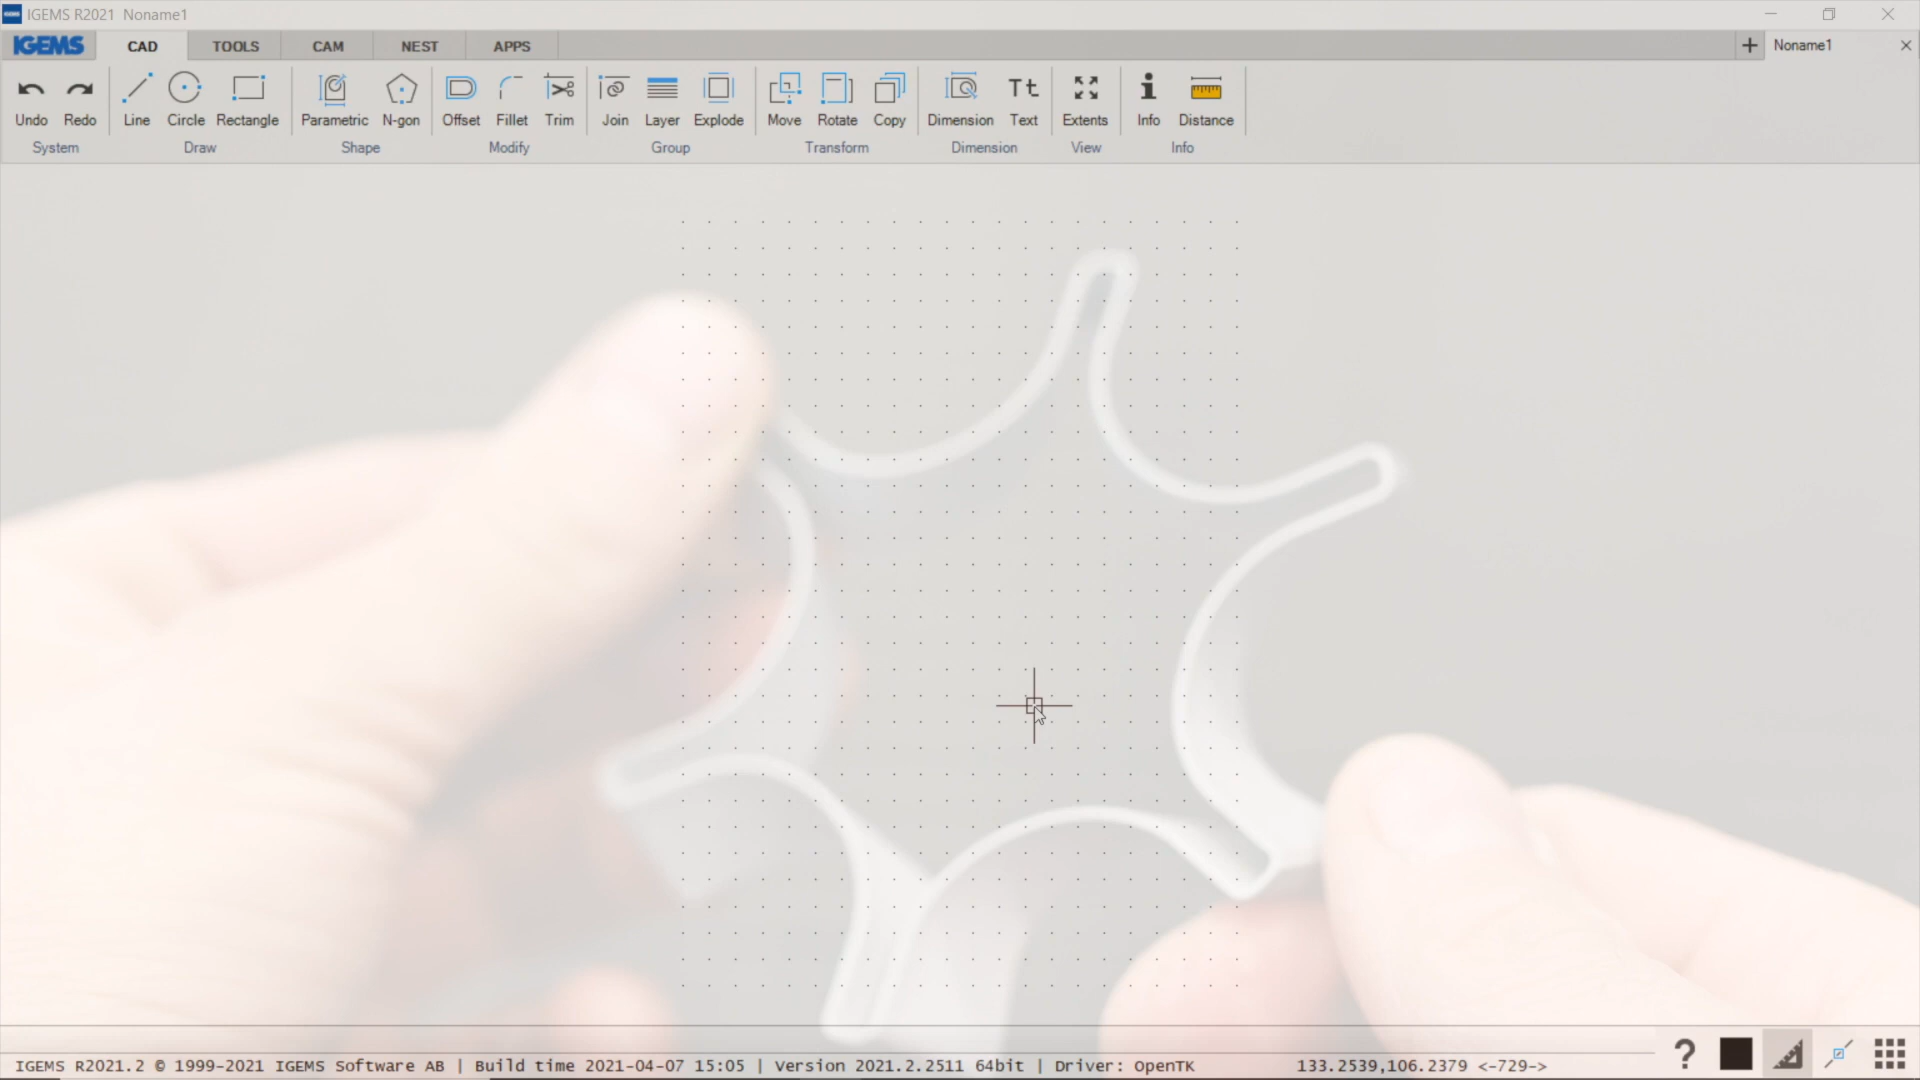 IGEMS R2021 Noname1
IGEMS CAD TOOLS CAM NEST APPS + Noname1
Undo Redo Line Circle Rectangle Parametric N-gon Offset Fillet Trim Join Layer Explode Move Rotate Copy Dimension Tt Text Extents Info Distance
System Draw Shape Modify Group Transform Dimension View Info
IGEMS R2021.2 © 1999-2021 IGEMS Software AB | Build time 2021-04-07 15:05 | Version 2021.2.2511 64bit | Driver: OpenTK 133.2539,106.2379 <-729-> ?